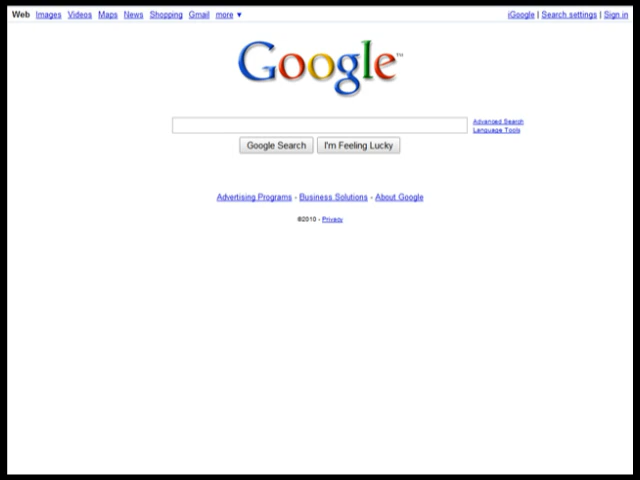 Web Images Videos Maps News Shopping Gmail more ▼
iGoogle | Search settings | Sign in
Google™
Advanced Search
Language Tools
Google Search I'm Feeling Lucky
Advertising Programs - Business Solutions - About Google
©2010 - Privacy